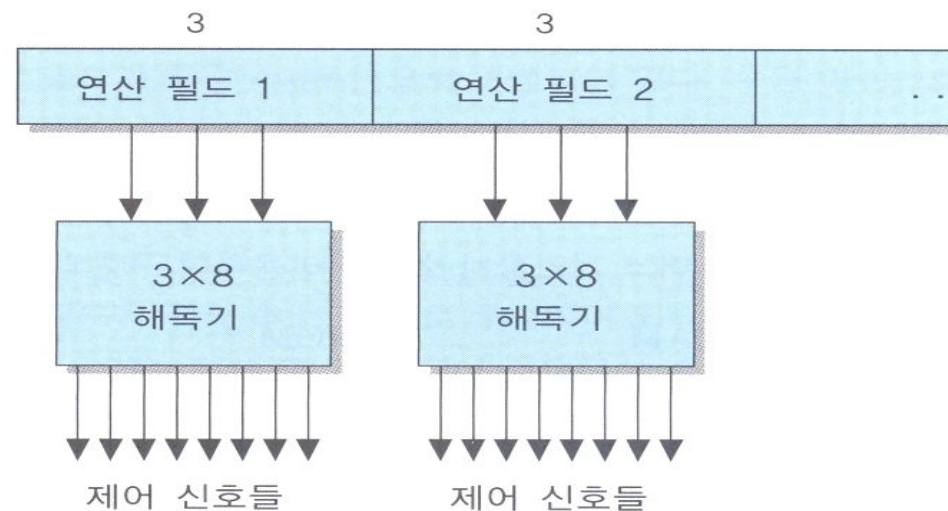 3 3
연산 필드 1 연산 필드 2 ..
3×8 3×8
해독기 해독기
제어 신호들 제어 신호들